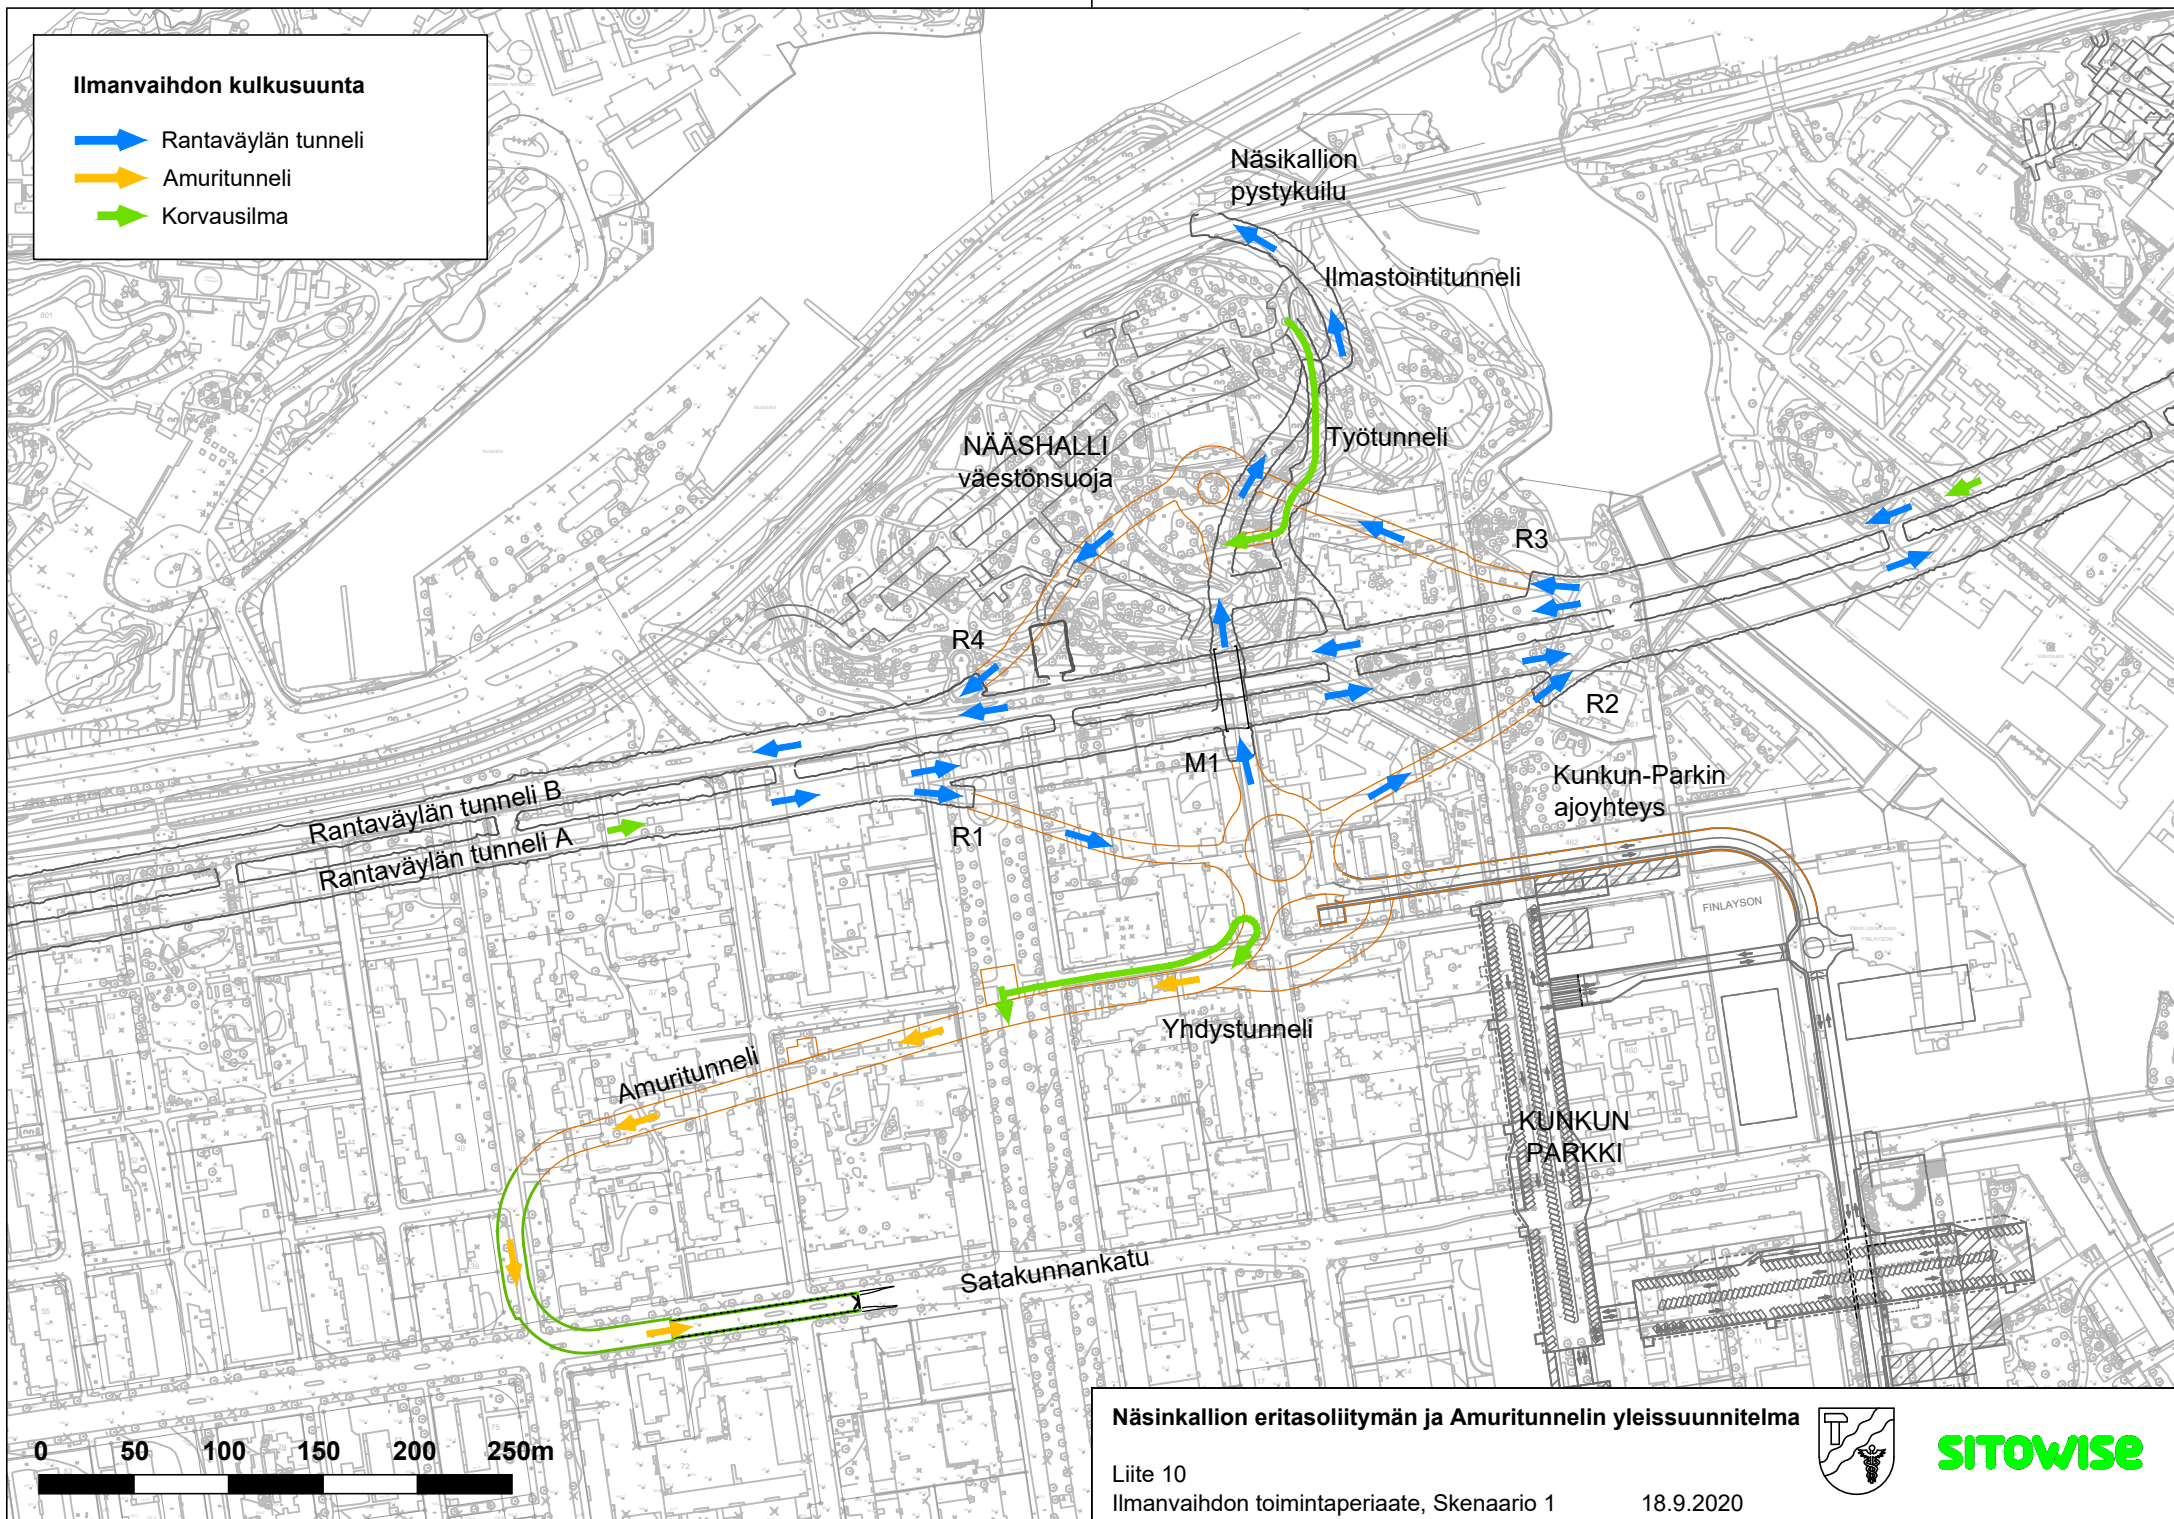 Ilmanvaihdon kulkusuunta
Rantaväylän tunneli
Amuritunneli
Korvausilma
Näsikallion
pystykuilu
Ilmastointitunneli
Työtunneli
NÄÄSHALLI
väestönsuoja
R3
R4
R2
M1
Kunkun-Parkin
ajoyhteys
Rantaväylän tunneli B
Rantaväylän tunneli A
R1
FINLAYSON
Yhdystunneli
Amuritunneli
KUNKUN
PARKKI
Satakunnankatu
0 50 100 150 200 250m
Näsinkallion eritasoliitymän ja Amuritunnelin yleissuunnitelma
Liite 10
Ilmanvaihdon toimintaperiaate, Skenaario 1 18.9.2020
SITOWISE